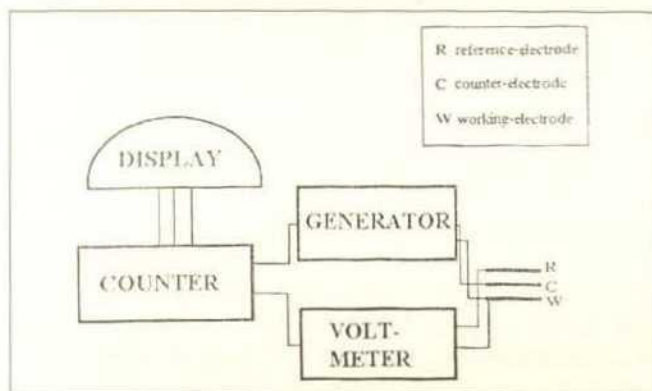 R reference-electrode
C counter-electrode
W working-electrode
DISPLAY
GENERATOR
COUNTER
R
C
W
VOLT-
METER